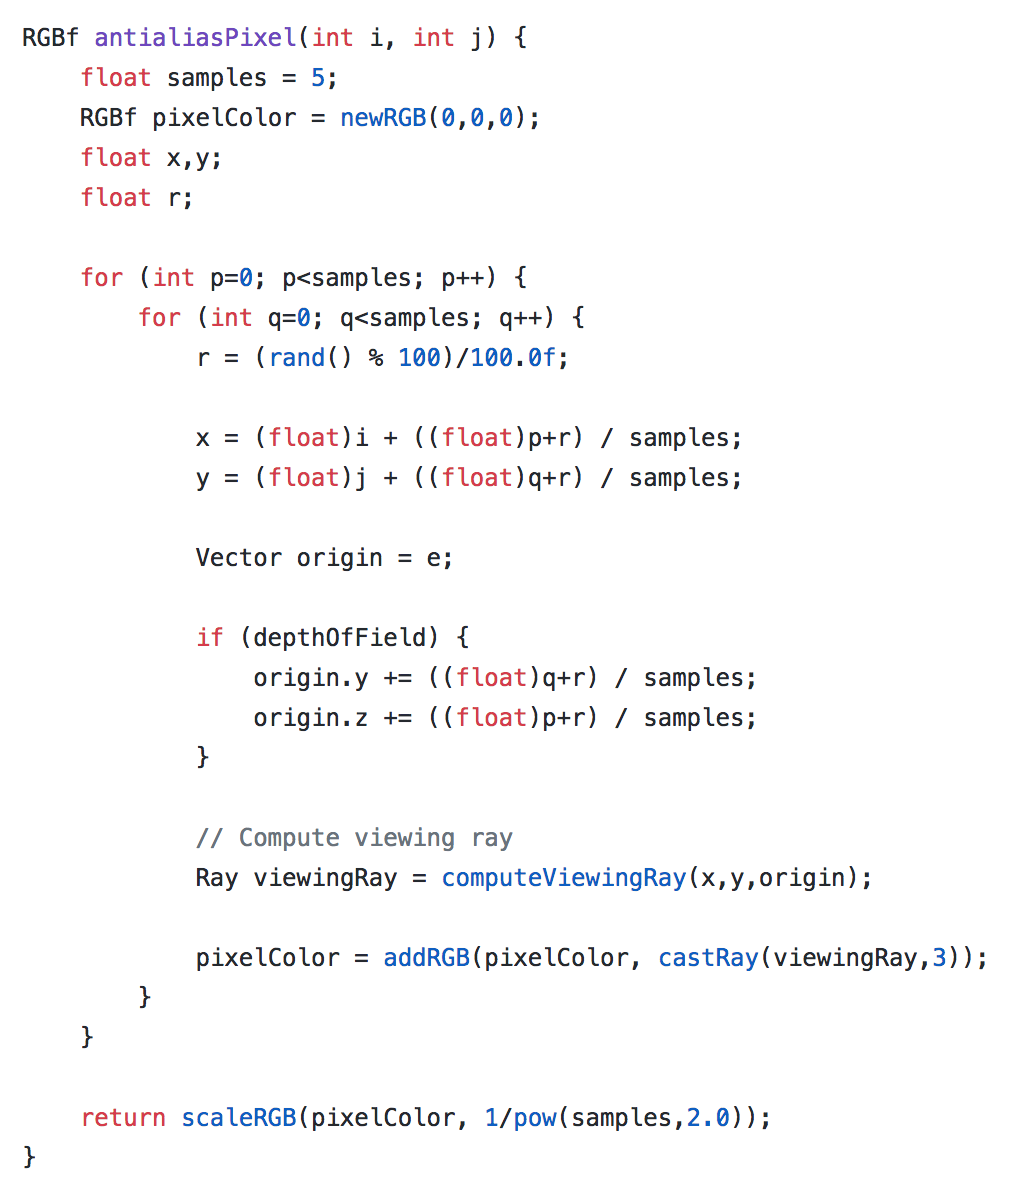 RGBf antialiasPixel(int i, int j) {
    float samples = 5;
    RGBf pixelColor = newRGB(0,0,0);
    float x,y;
    float r;

    for (int p=0; p<samples; p++) {
        for (int q=0; q<samples; q++) {
            r = (rand() % 100)/100.0f;

            x = (float)i + ((float)p+r) / samples;
            y = (float)j + ((float)q+r) / samples;

            Vector origin = e;

            if (depthOfField) {
                origin.y += ((float)q+r) / samples;
                origin.z += ((float)p+r) / samples;
            }

            // Compute viewing ray
            Ray viewingRay = computeViewingRay(x,y,origin);

            pixelColor = addRGB(pixelColor, castRay(viewingRay,3));
        }
    }

    return scaleRGB(pixelColor, 1/pow(samples,2.0));
}